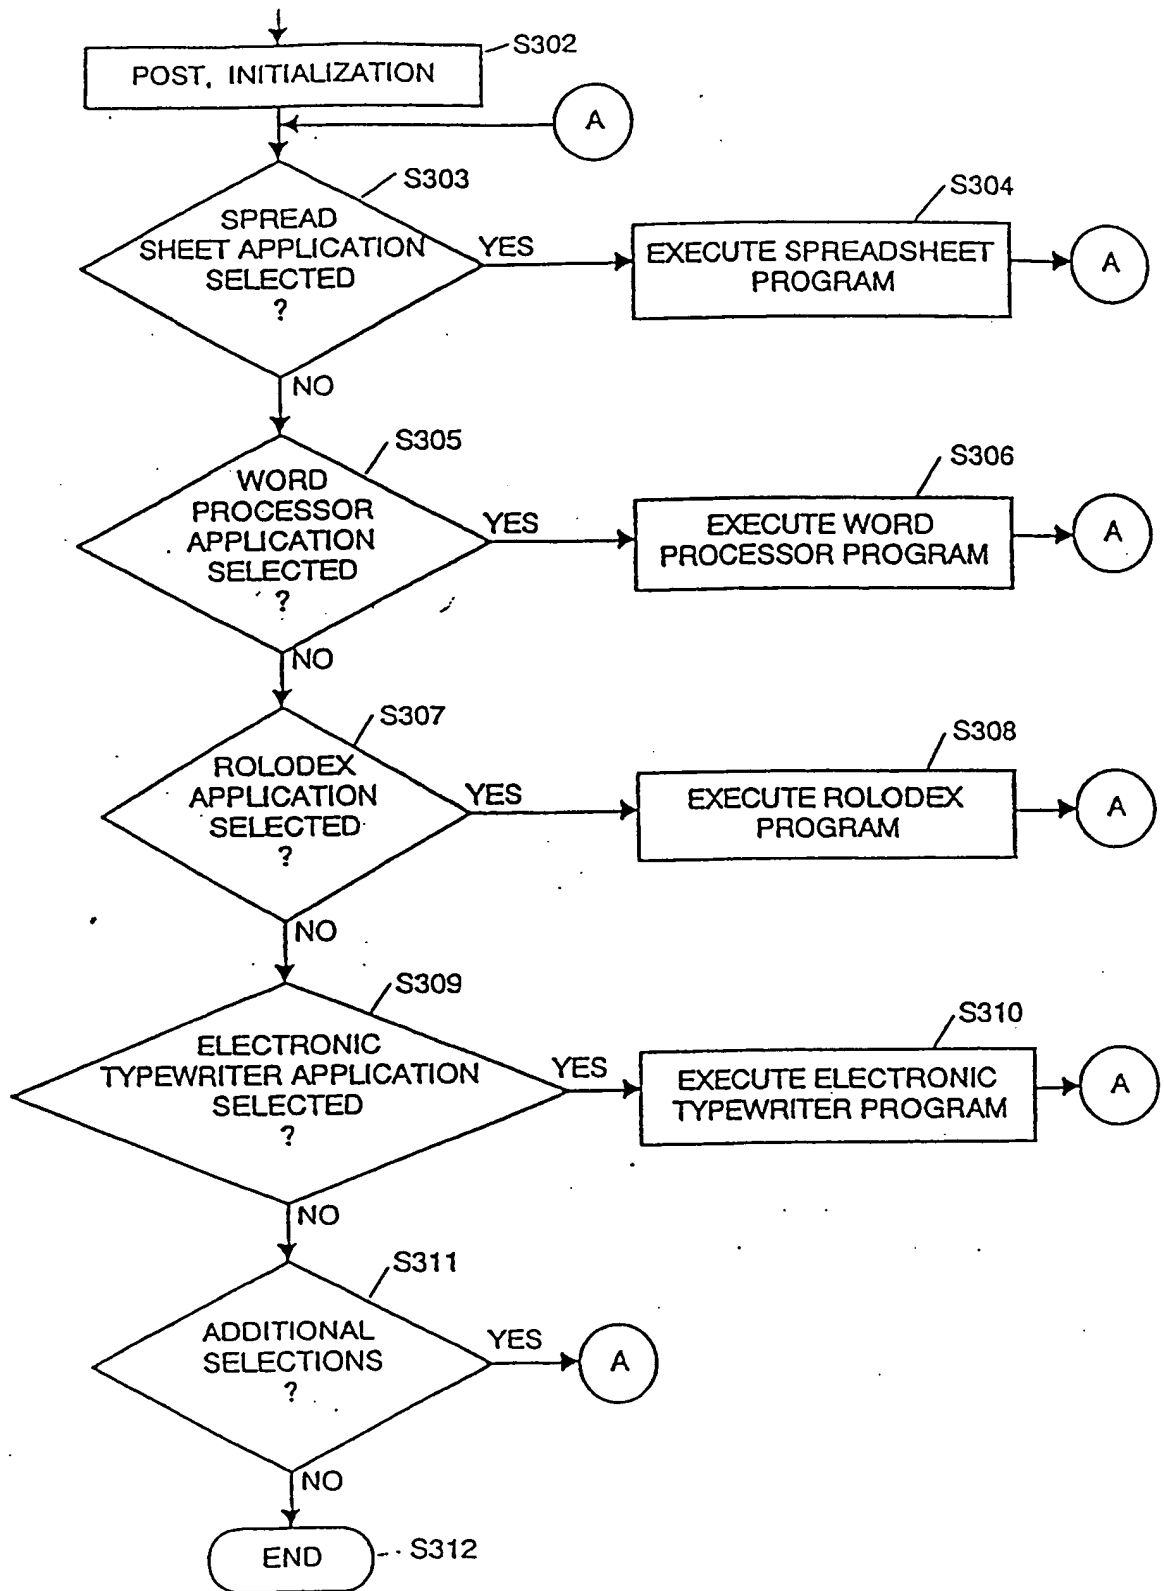 S302
POST, INITIALIZATION
A
S303
SPREAD
SHEET APPLICATION
SELECTED
?
YES
S304
EXECUTE SPREADSHEET
PROGRAM
A
NO
S305
WORD
PROCESSOR
APPLICATION
SELECTED
?
YES
S306
EXECUTE WORD
PROCESSOR PROGRAM
A
NO
S307
ROLODEX
APPLICATION
SELECTED
?
YES
S308
EXECUTE ROLODEX
PROGRAM
A
NO
S309
ELECTRONIC
TYPEWRITER APPLICATION
SELECTED
?
YES
S310
EXECUTE ELECTRONIC
TYPEWRITER PROGRAM
A
NO
S311
ADDITIONAL
SELECTIONS
?
YES
A
NO
END
S312